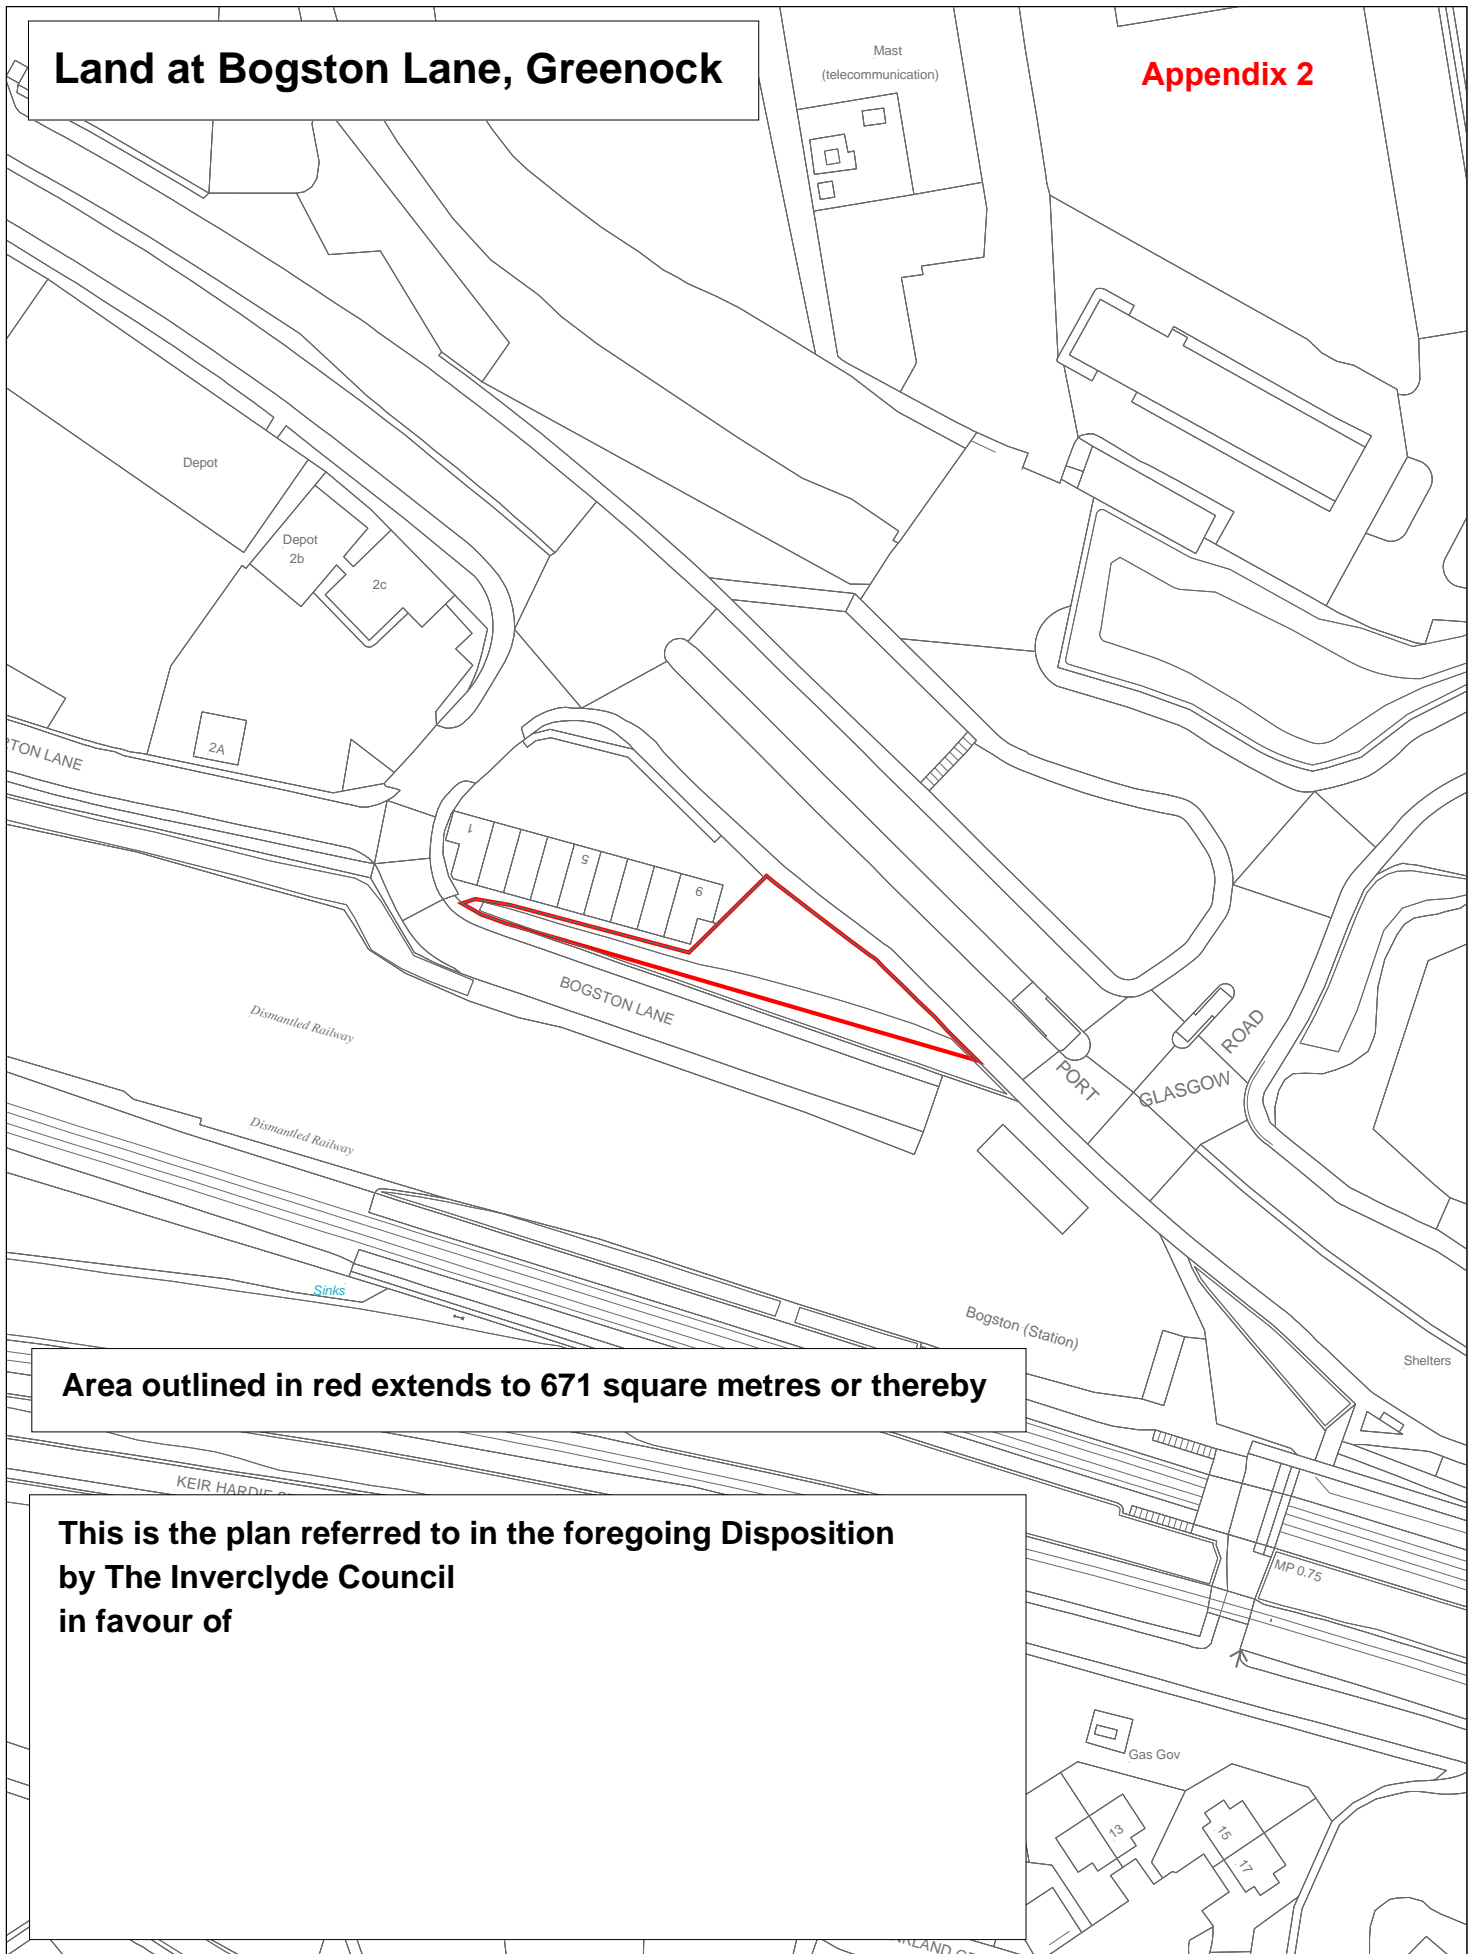 Land at Bogston Lane, Greenock
Mast
(telecommunication)
Appendix 2
Depot
Depot
2b
2c
2A
TON LANE
1
5
9
BOGSTON LANE
Dismantled Railway
Dismantled Railway
PORT
GLASGOW
ROAD
Sinks
Bogston (Station)
Shelters
Area outlined in red extends to 671 square metres or thereby
KEIR HARDIE
This is the plan referred to in the foregoing Disposition
by The Inverclyde Council
in favour of
MP 0.75
Gas Gov
13
15
17